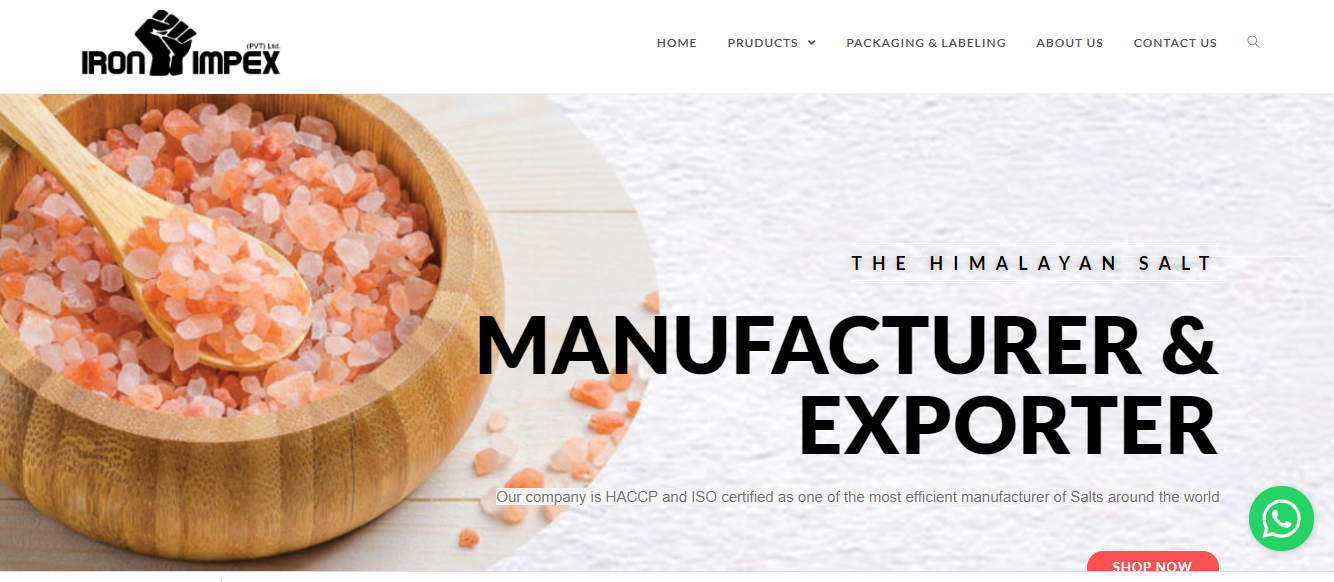 (PVT) Ltd.
IRON IMPEX
HOME PRUDUCTS PACKAGING & LABELING ABOUT US CONTACT US
THE HIMALAYAN SALT
MANUFACTURER &
EXPORTER
Our company is HACCP and ISO certified as one of the most efficient manufacturer of Salts around the world
SHOP NOW